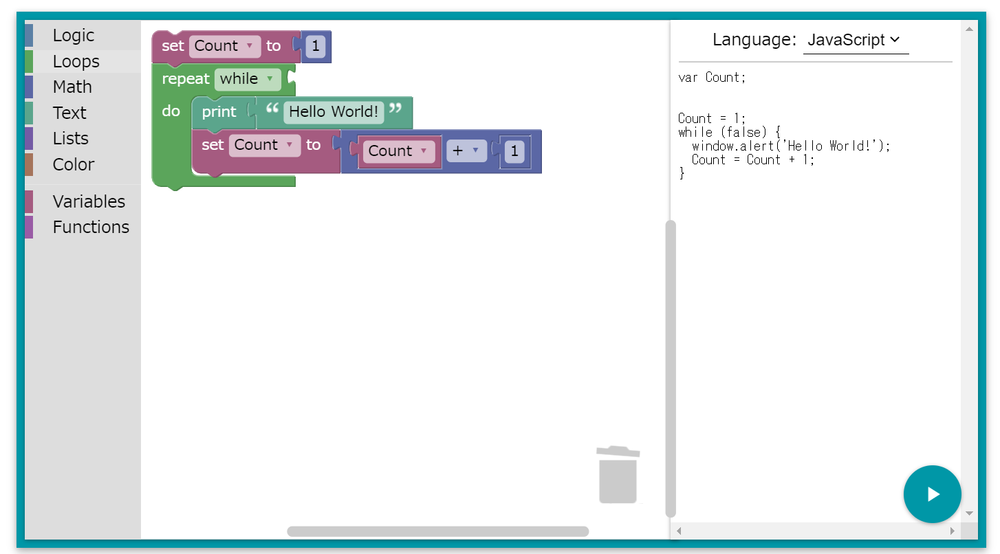 Logic
Loops
Math
Text
Lists
Color
Variables
Functions
set Count to 1
repeat while
do print “ Hello World! ”
set Count to Count + 1
Language: JavaScript
var Count;
Count = 1;
while (false) {
  window.alert('Hello World!');
  Count = Count + 1;
}